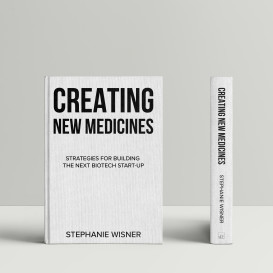 CREATING
NEW MEDICINES
STRATEGIES FOR BUILDING
THE NEXT BIOTECH START-UP
STEPHANIE WISNER
CREATING NEW MEDICINES
STEPHANIE WISNER